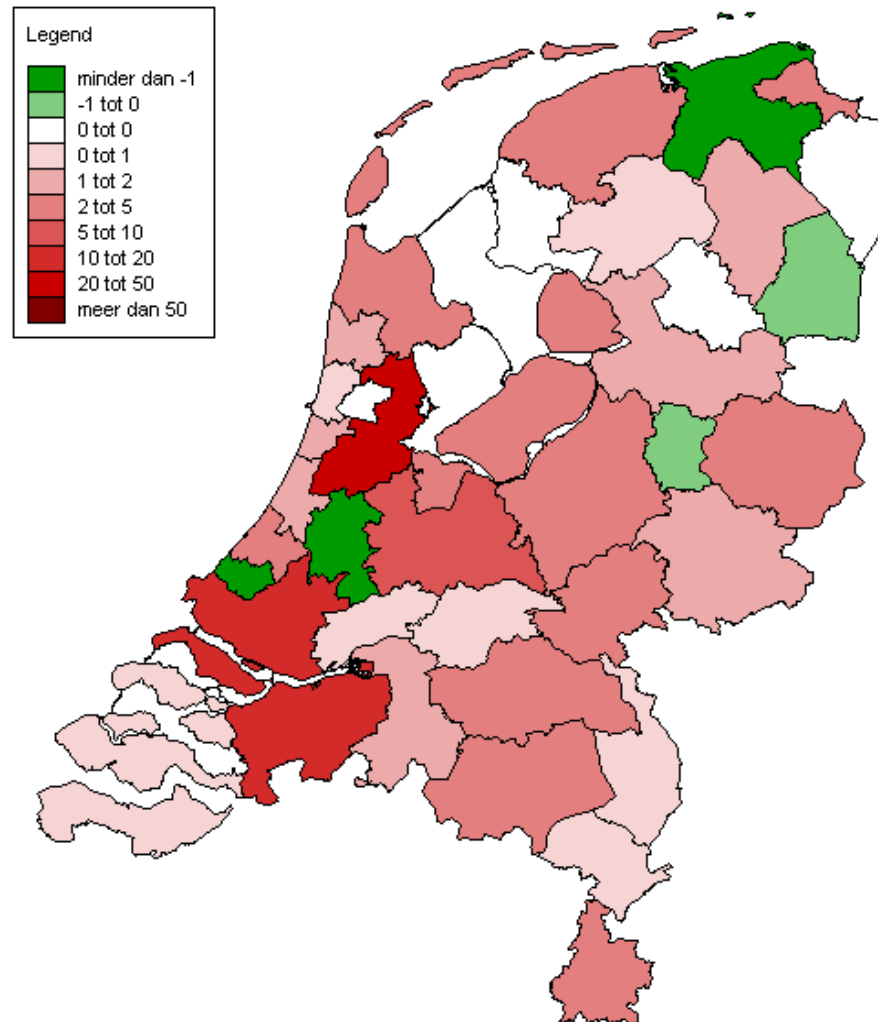 Legend
minder dan -1
-1 tot 0
0 tot 0
0 tot 1
1 tot 2
2 tot 5
5 tot 10
10 tot 20
20 tot 50
meer dan 50